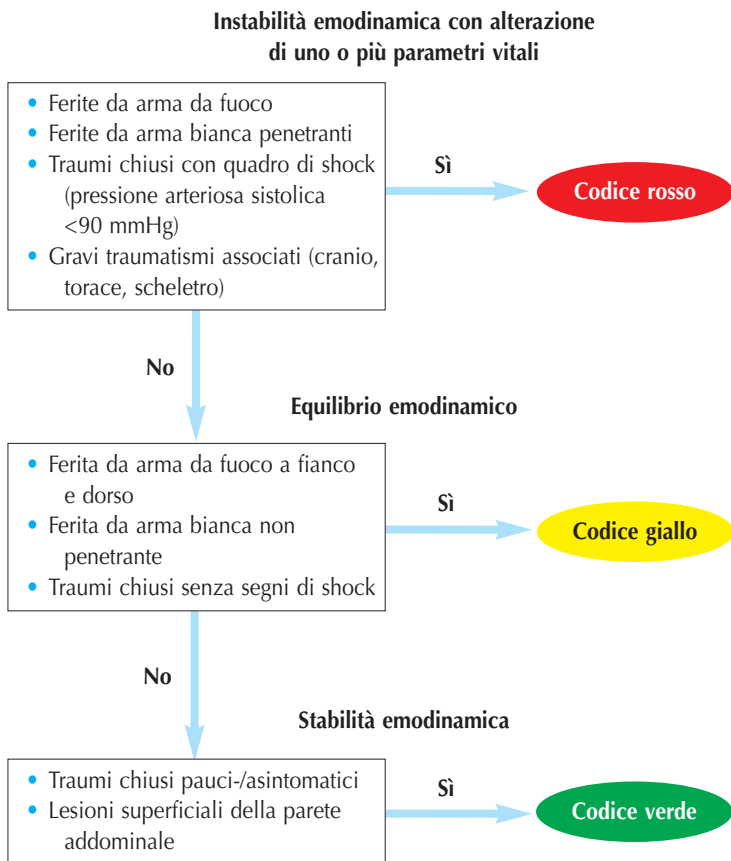 Instabilità emodinamica con alterazione
di uno o più parametri vitali
• Ferite da arma da fuoco
• Ferite da arma bianca penetranti
• Traumi chiusi con quadro di shock
(pressione arteriosa sistolica
<90 mmHg)
• Gravi traumatismi associati (cranio,
torace, scheletro)
Sì
Codice rosso
No
Equilibrio emodinamico
• Ferita da arma da fuoco a fianco
e dorso
• Ferita da arma bianca non
penetrante
• Traumi chiusi senza segni di shock
Sì
Codice giallo
No
Stabilità emodinamica
• Traumi chiusi pauci-/asintomatici
• Lesioni superficiali della parete
addominale
Sì
Codice verde